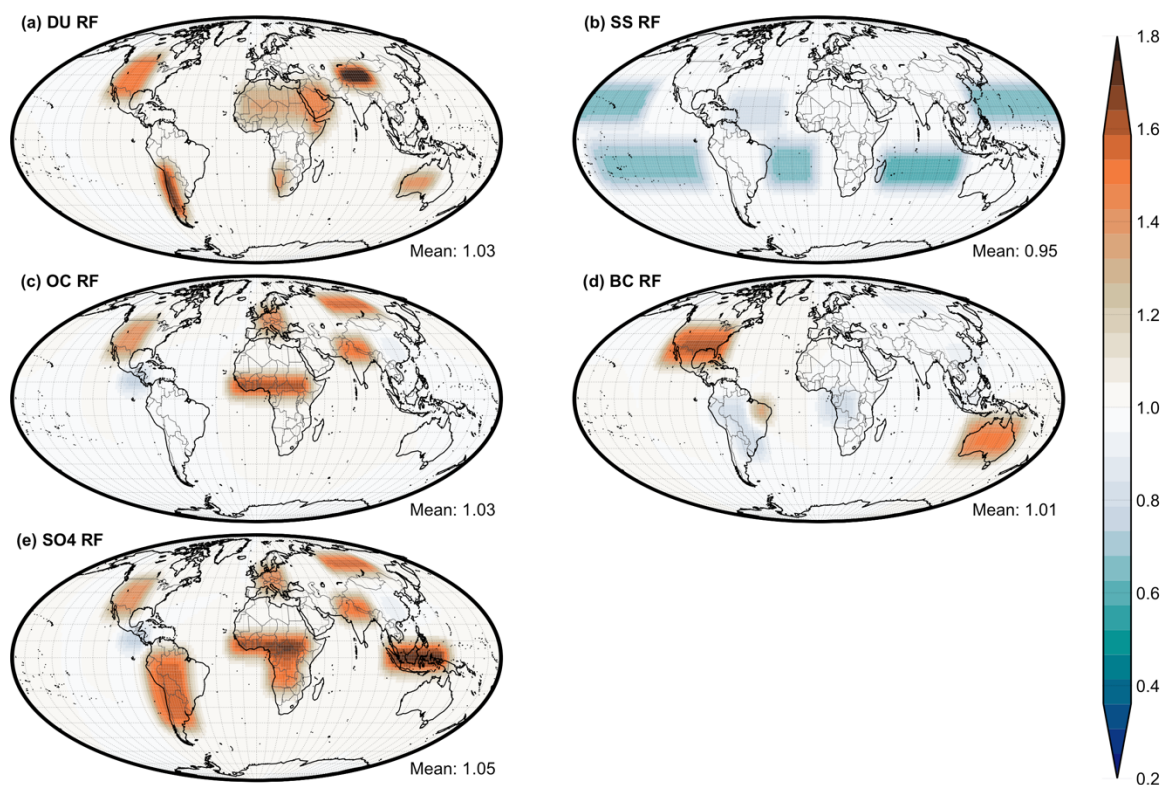 (a) DU RF
(b) SS RF
Mean: 1.03
Mean: 0.95
(c) OC RF
(d) BC RF
Mean: 1.03
Mean: 1.01
(e) SO4 RF
Mean: 1.05
1.8
1.6
1.4
1.2
1.0
0.8
0.6
0.4
0.2